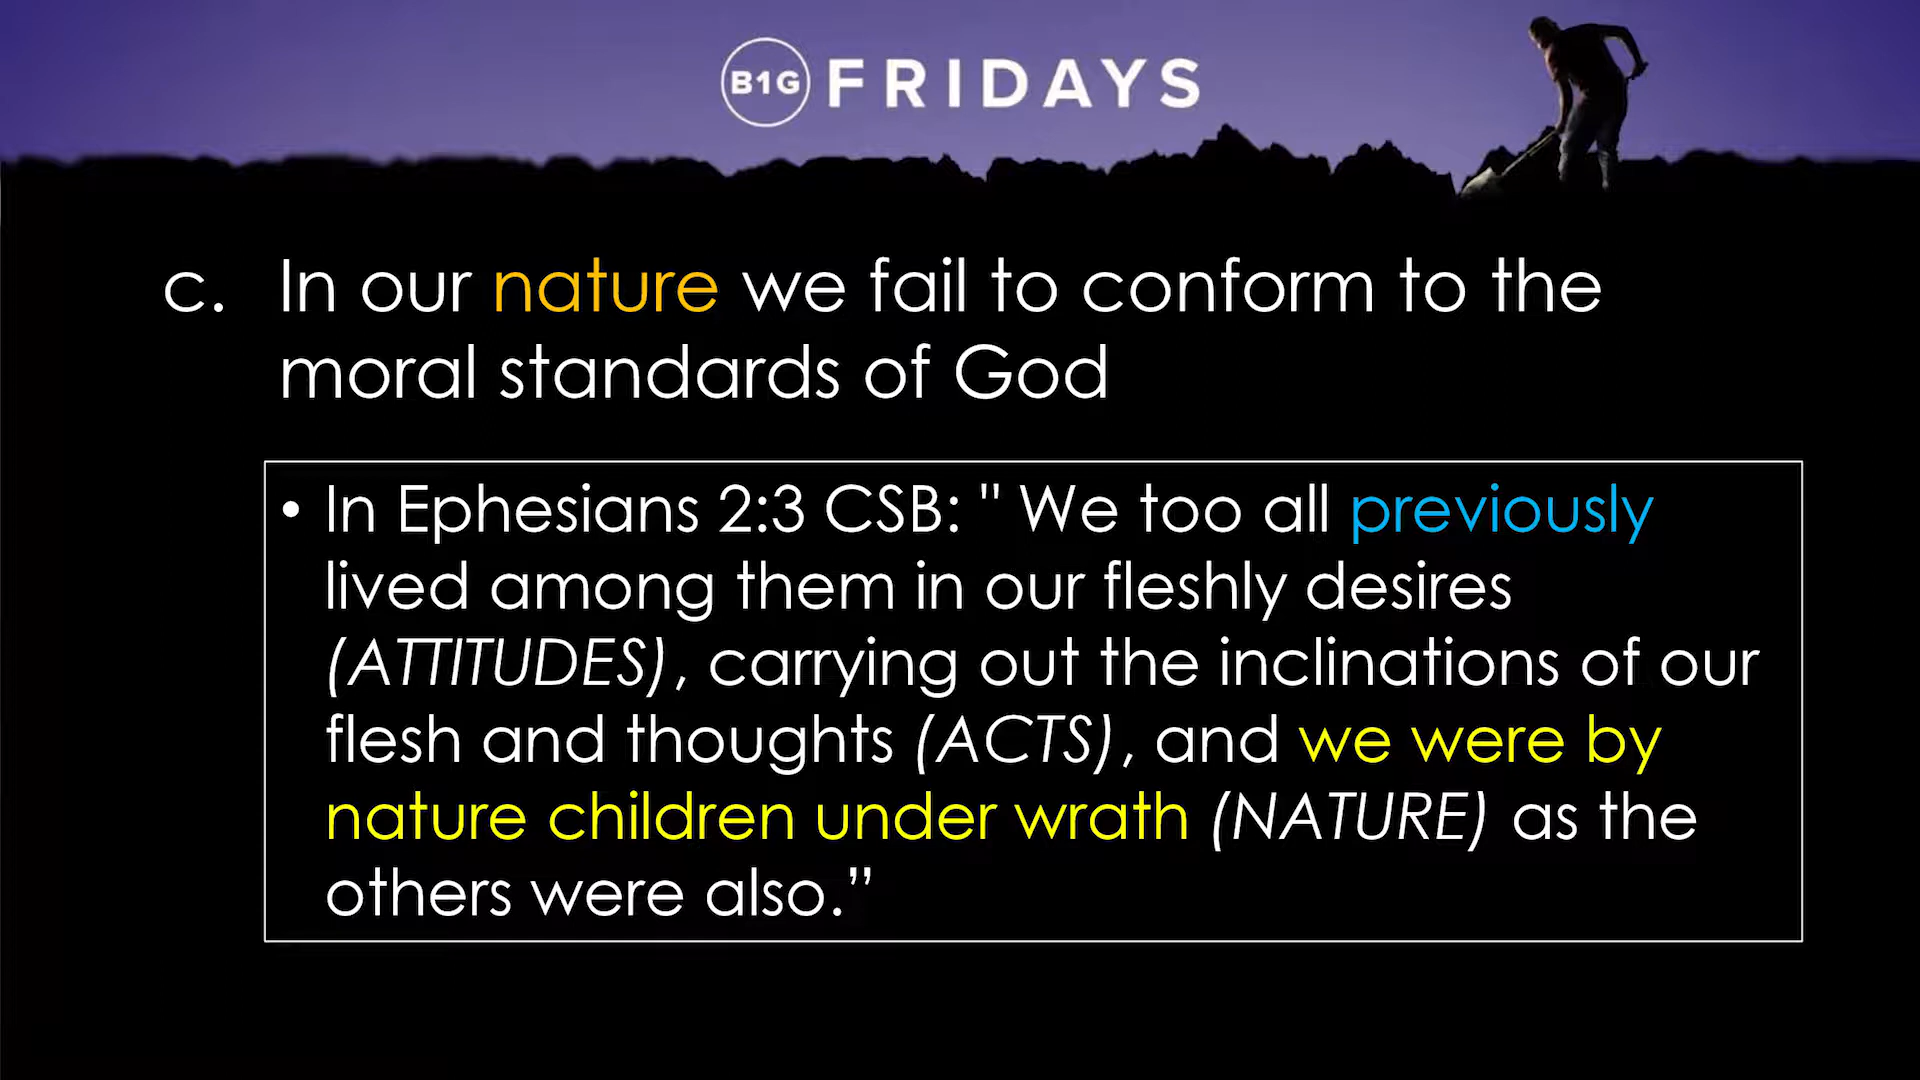 B1G FRIDAYS
c. In our nature we fail to conform to the
moral standards of God
• In Ephesians 2:3 CSB: " We too all previously
lived among them in our fleshly desires
(ATTITUDES), carrying out the inclinations of our
flesh and thoughts (ACTS), and we were by
nature children under wrath (NATURE) as the
others were also.”